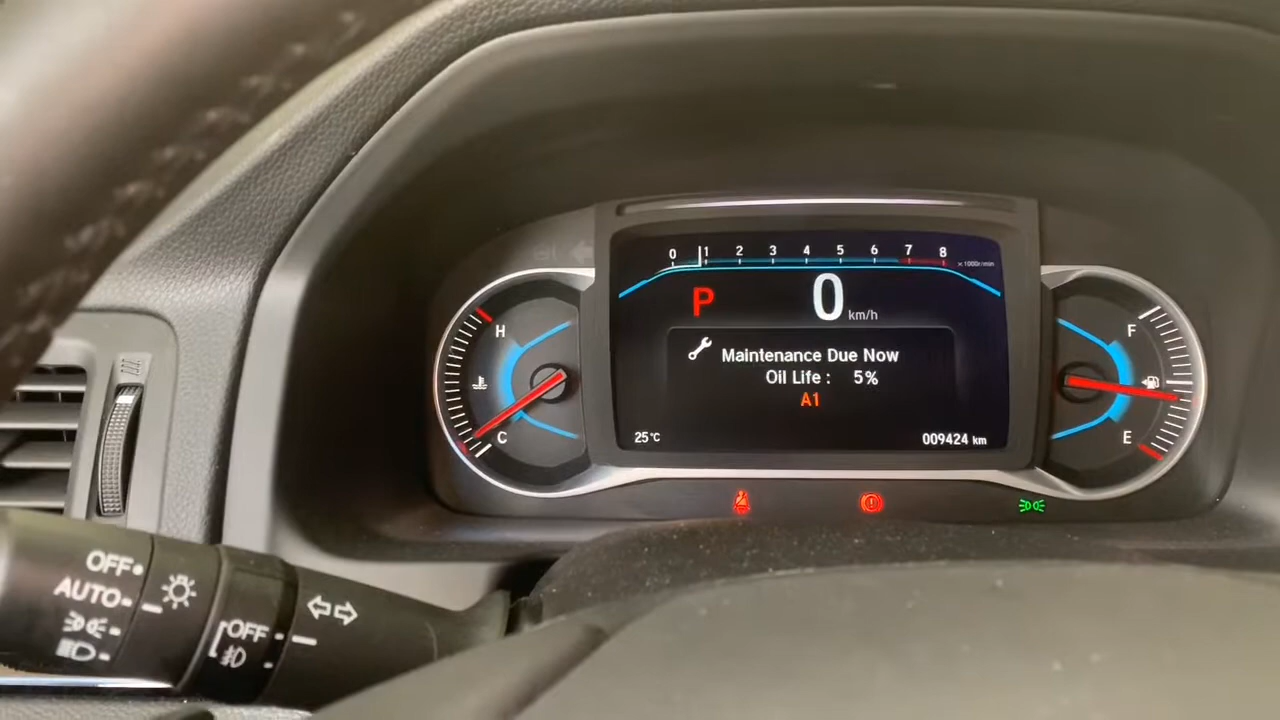 0 1 2 3 4 5 6 7 8 ×1000r/min
P 0 km/h
H
F
Maintenance Due Now
Oil Life : 5%
A1
C
E
25°C 009424 km
OFF
AUTO
OFF